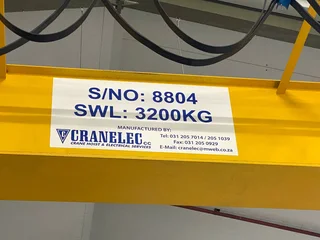 S/NO: 8804
SWL: 3200KG
MANUFACTURED BY:
CRANELEC CC
CRANE HOIST & ELECTRICAL SERVICES
Tel: 031 205 7014 / 205 1039
Fax: 031 205 0929
E-Mail: cranelec@mweb.co.za